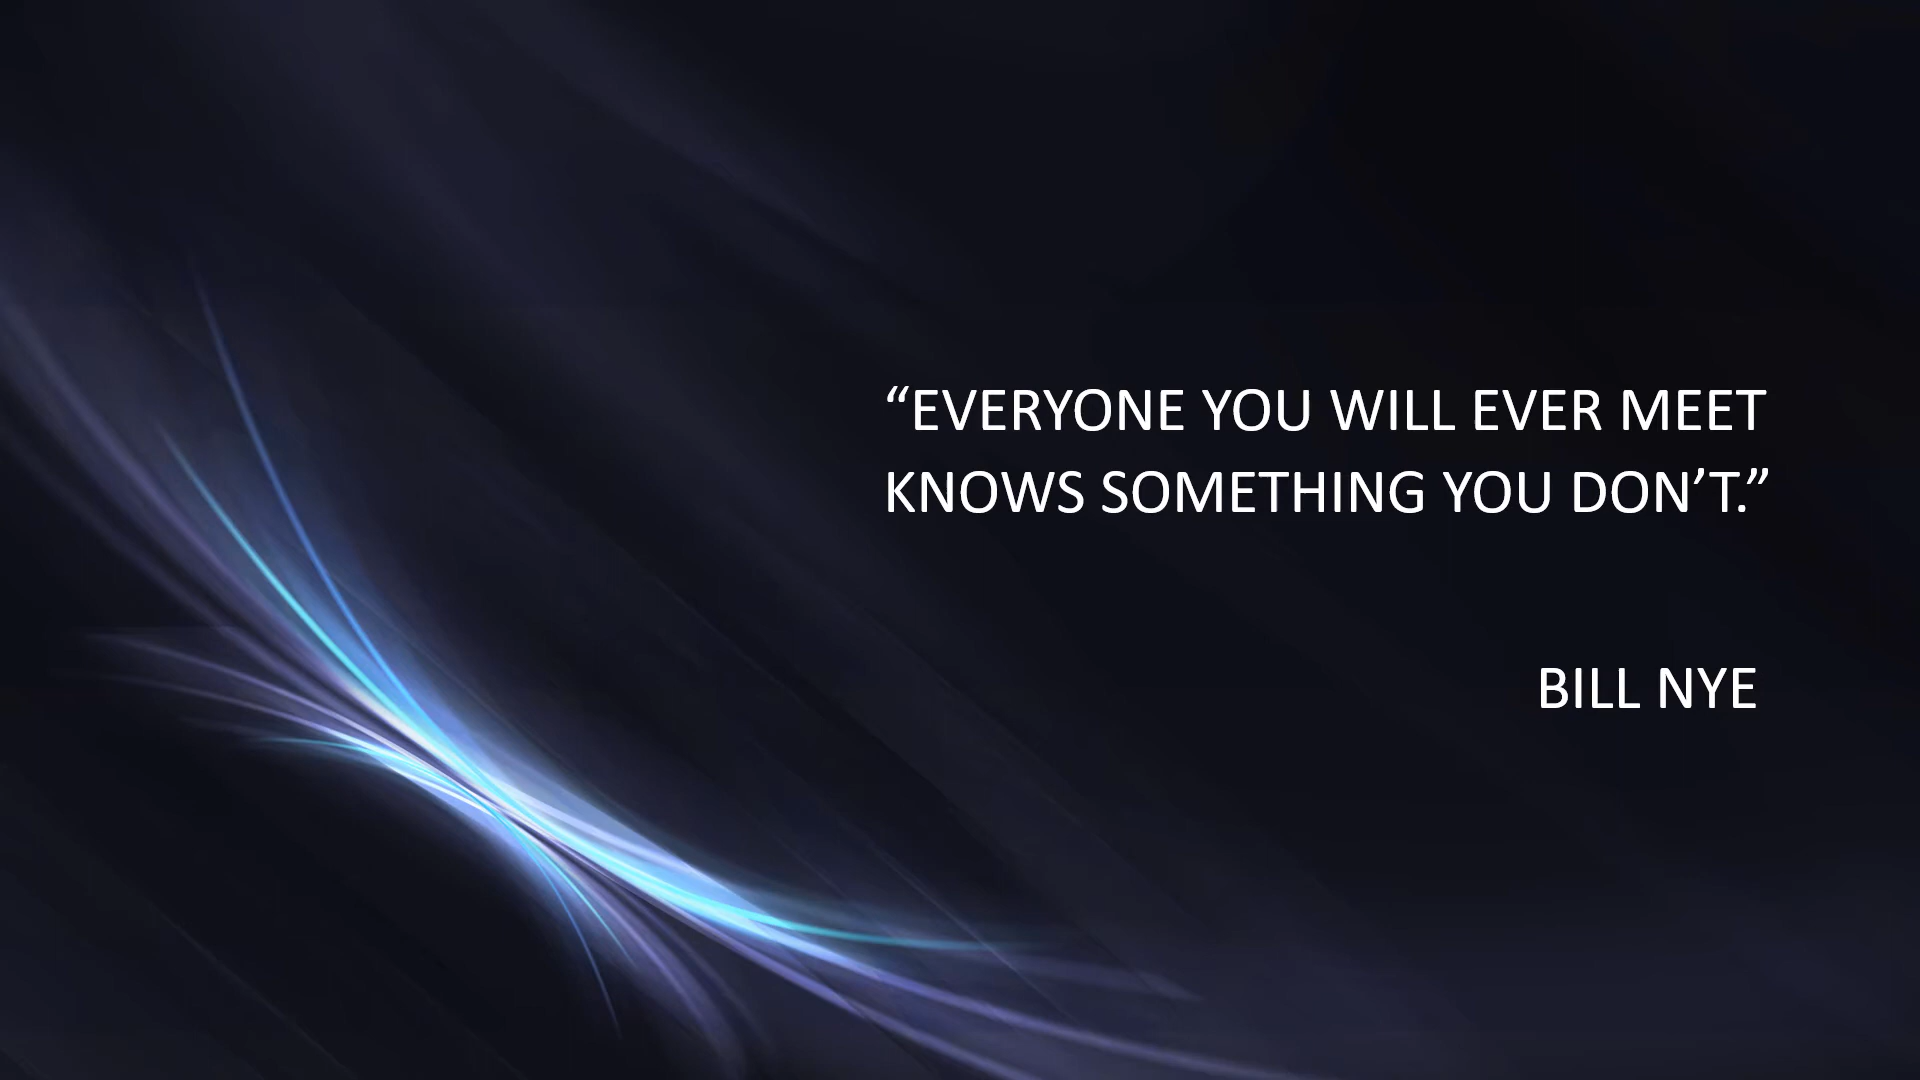 “EVERYONE YOU WILL EVER MEET
KNOWS SOMETHING YOU DON’T.”
BILL NYE